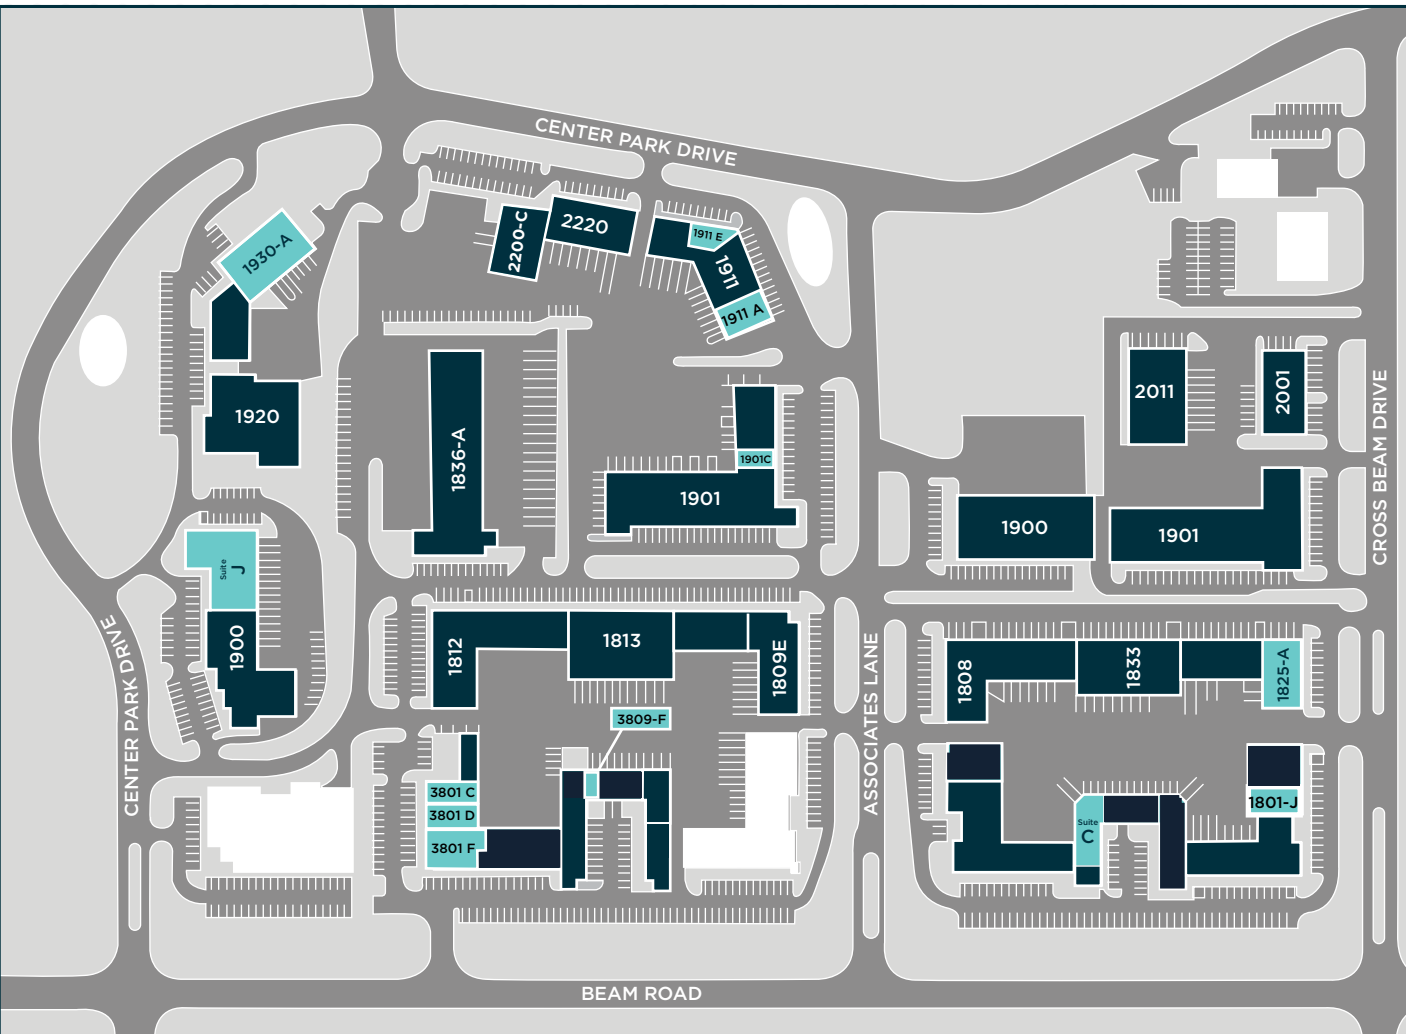 CENTER PARK DRIVE
1930-A
2200-C
2220
1911 E
1911
1911 A
1920
1836-A
1901C
1901
2011
2001
CROSS BEAM DRIVE
1900
1901
Suite
J
1900
CENTER PARK DRIVE
1812
1813
1809E
ASSOCIATES LANE
1808
1833
1825-A
3809-F
3801 C
3801 D
3801 F
Suite
C
1801-J
BEAM ROAD